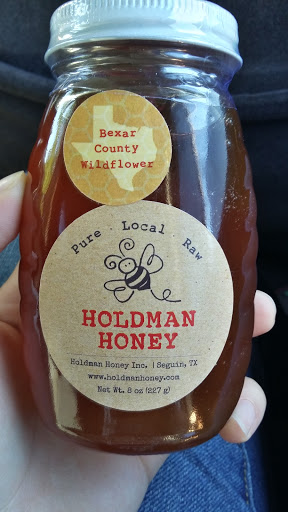 Bexar
County
Wildflower
Pure · Local · Raw
HOLDMAN
HONEY
Holdman Honey Inc. | Seguin, TX
www.holdmanhoney.com
Net Wt. 8 oz (227 g)